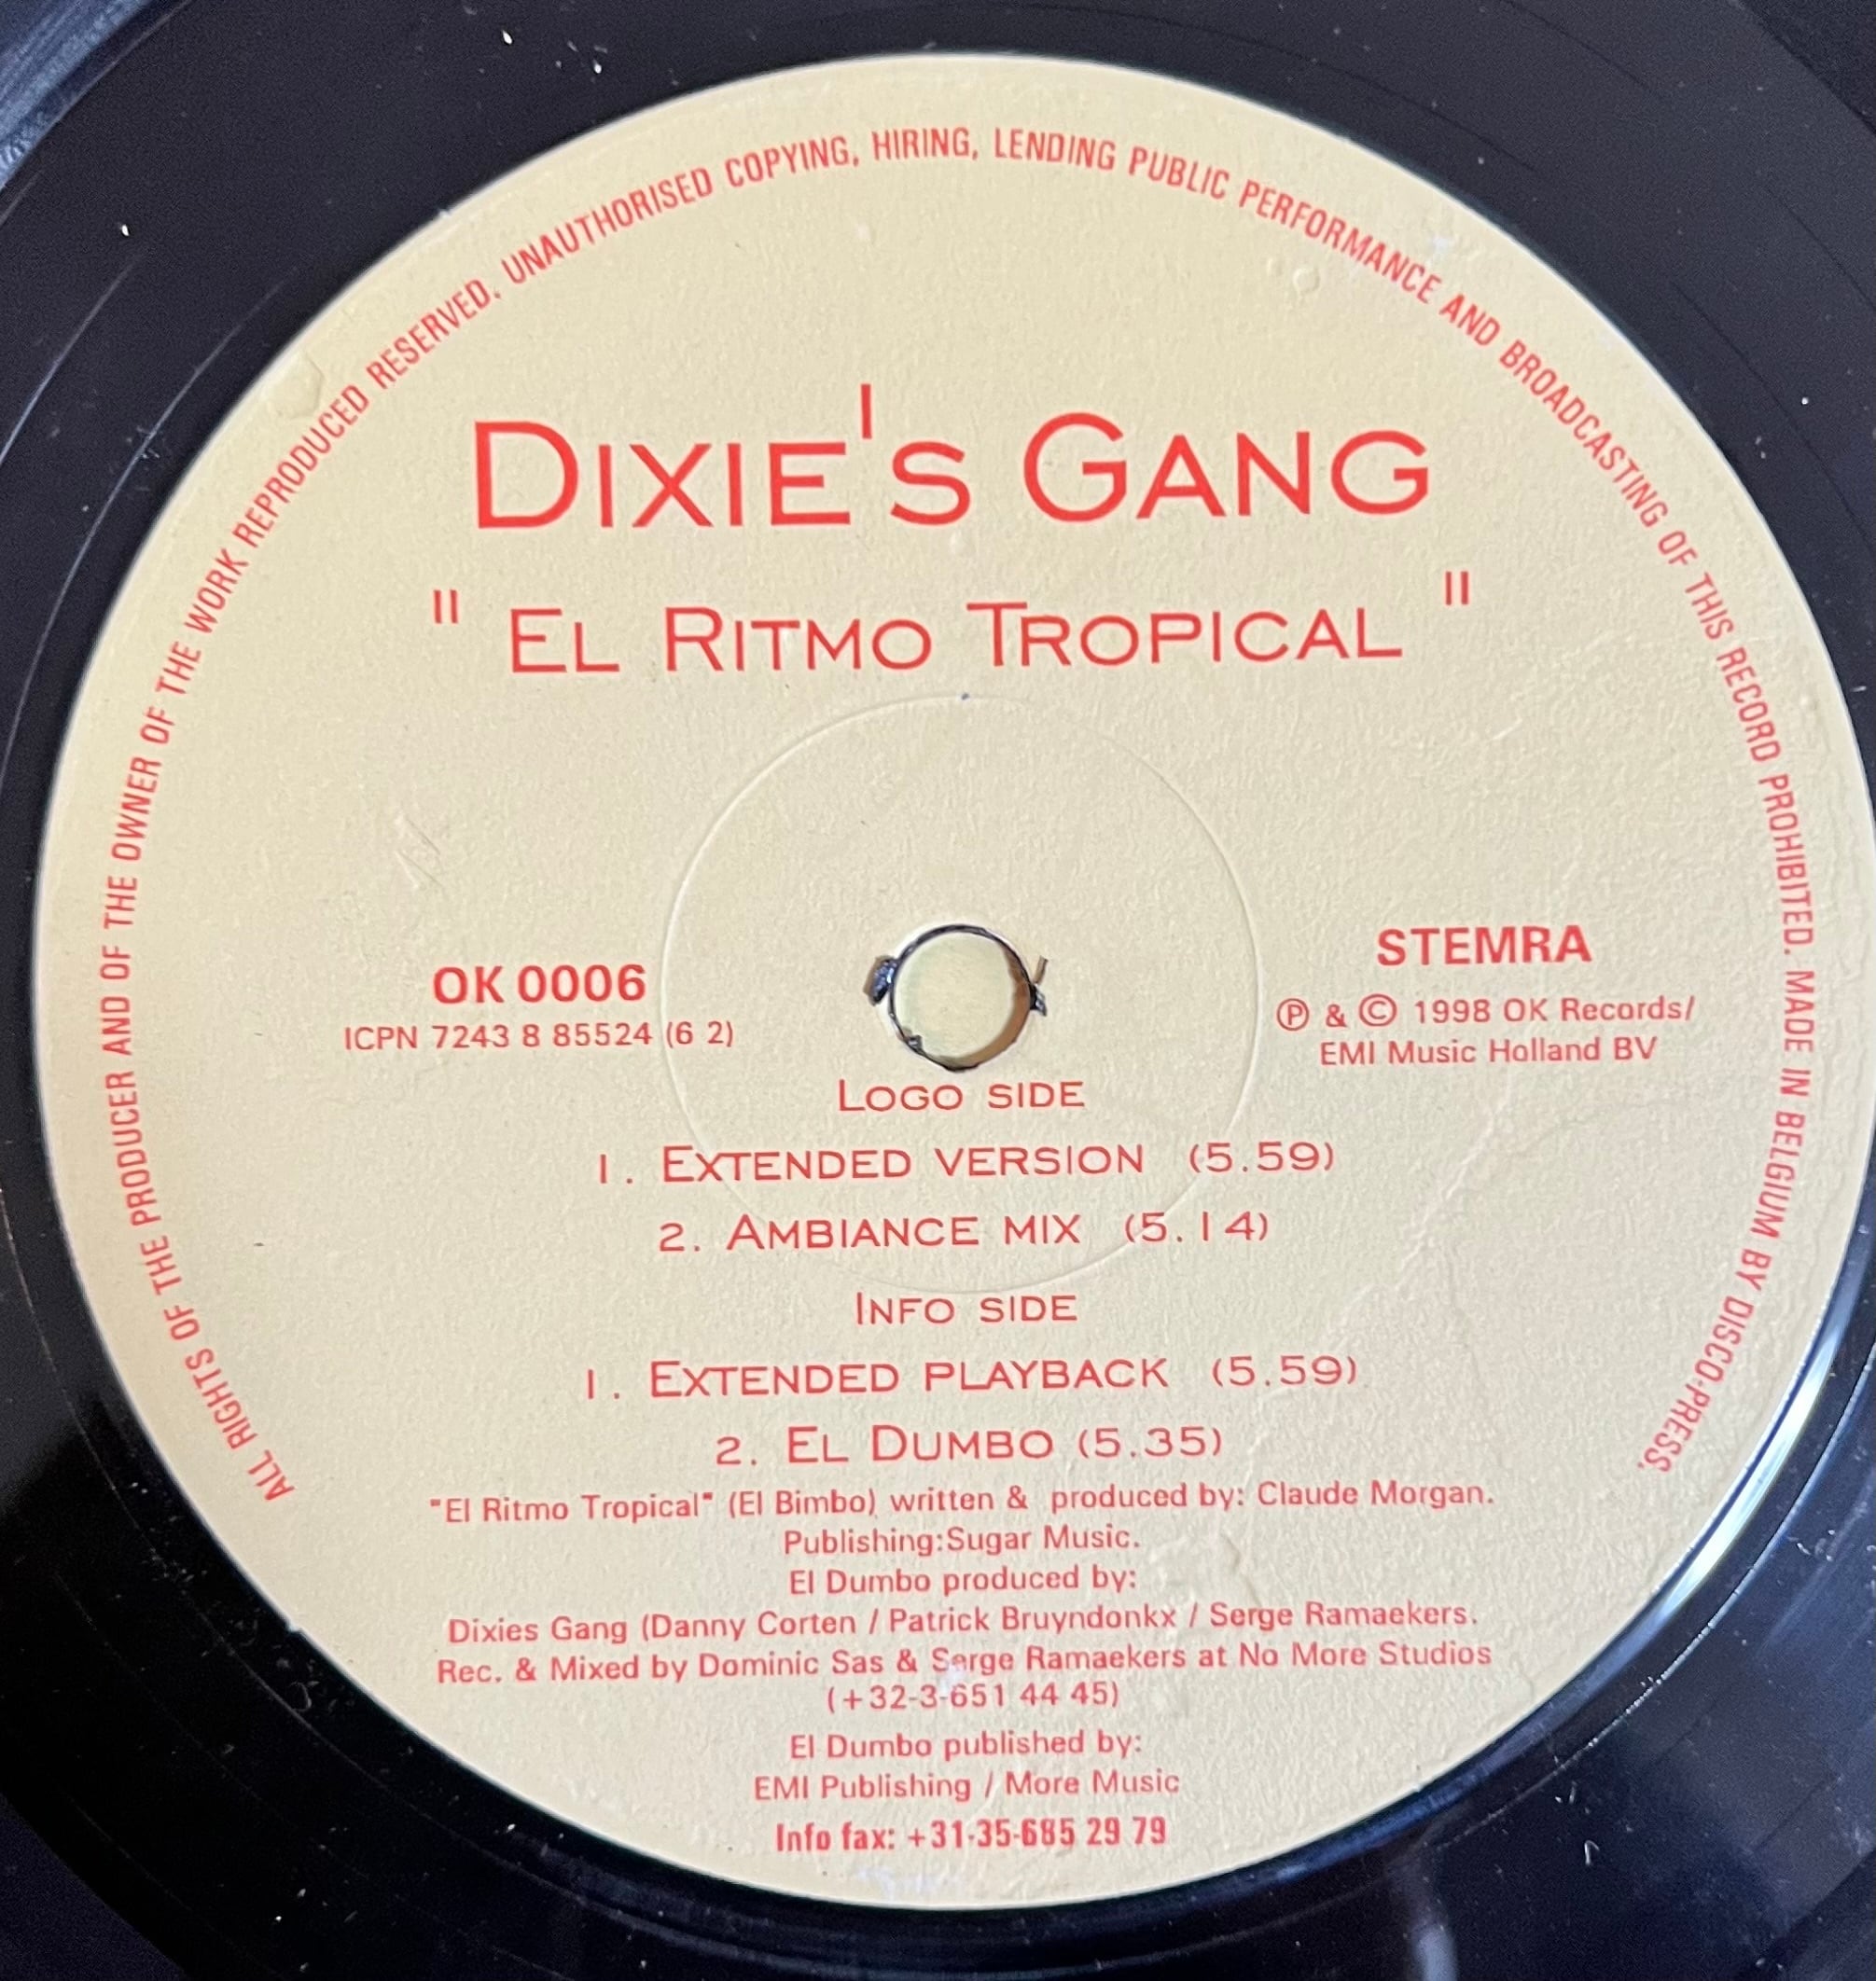 ALL RIGHTS OF THE PRODUCER AND OF THE OWNER OF THE WORK REPRODUCED RESERVED. UNAUTHORISED COPYING, HIRING, LENDING PUBLIC PERFORMANCE AND BROADCASTING OF THIS RECORD PROHIBITED. MADE IN BELGIUM BY DISCO-PRESS.
DIXIE'S GANG
" EL RITMO TROPICAL "
OK 0006
ICPN 7243 8 85524 (6 2)
STEMRA
Ⓟ & © 1998 OK Records/
EMI Music Holland BV
LOGO SIDE
1. EXTENDED VERSION (5.59)
2. AMBIANCE MIX (5.14)
INFO SIDE
1. EXTENDED PLAYBACK (5.59)
2. EL DUMBO (5.35)
"El Ritmo Tropical" (El Bimbo) written & produced by: Claude Morgan.
Publishing:Sugar Music.
El Dumbo produced by:
Dixies Gang (Danny Corten / Patrick Bruyndonkx / Serge Ramaekers.
Rec. & Mixed by Dominic Sas & Serge Ramaekers at No More Studios
(+32-3-651 44 45)
El Dumbo published by:
EMI Publishing / More Music
Info fax: +31-35-685 29 79